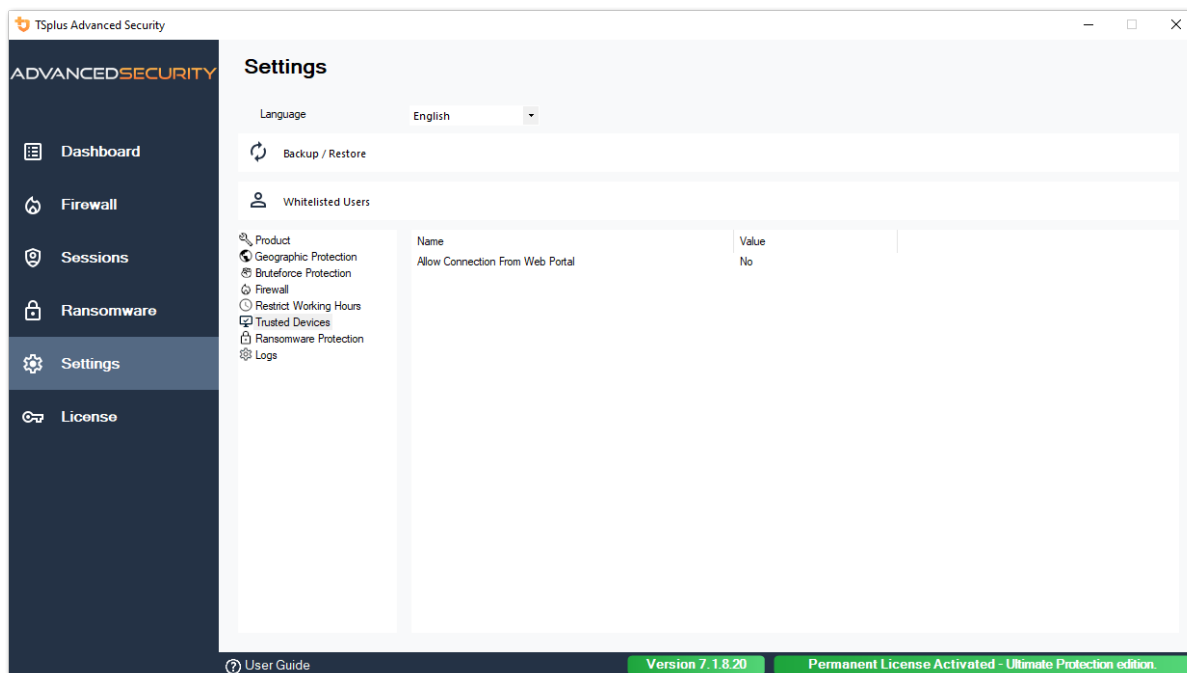 TSplus Advanced Security
ADVANCEDSECURITY
Dashboard
Firewall
Sessions
Ransomware
Settings
License
Settings
Language
English
Backup / Restore
Whitelisted Users
Product
Geographic Protection
Bruteforce Protection
Firewall
Restrict Working Hours
Trusted Devices
Ransomware Protection
Logs
Name Value
Allow Connection From Web Portal No
User Guide
Version 7.1.8.20
Permanent License Activated - Ultimate Protection edition.